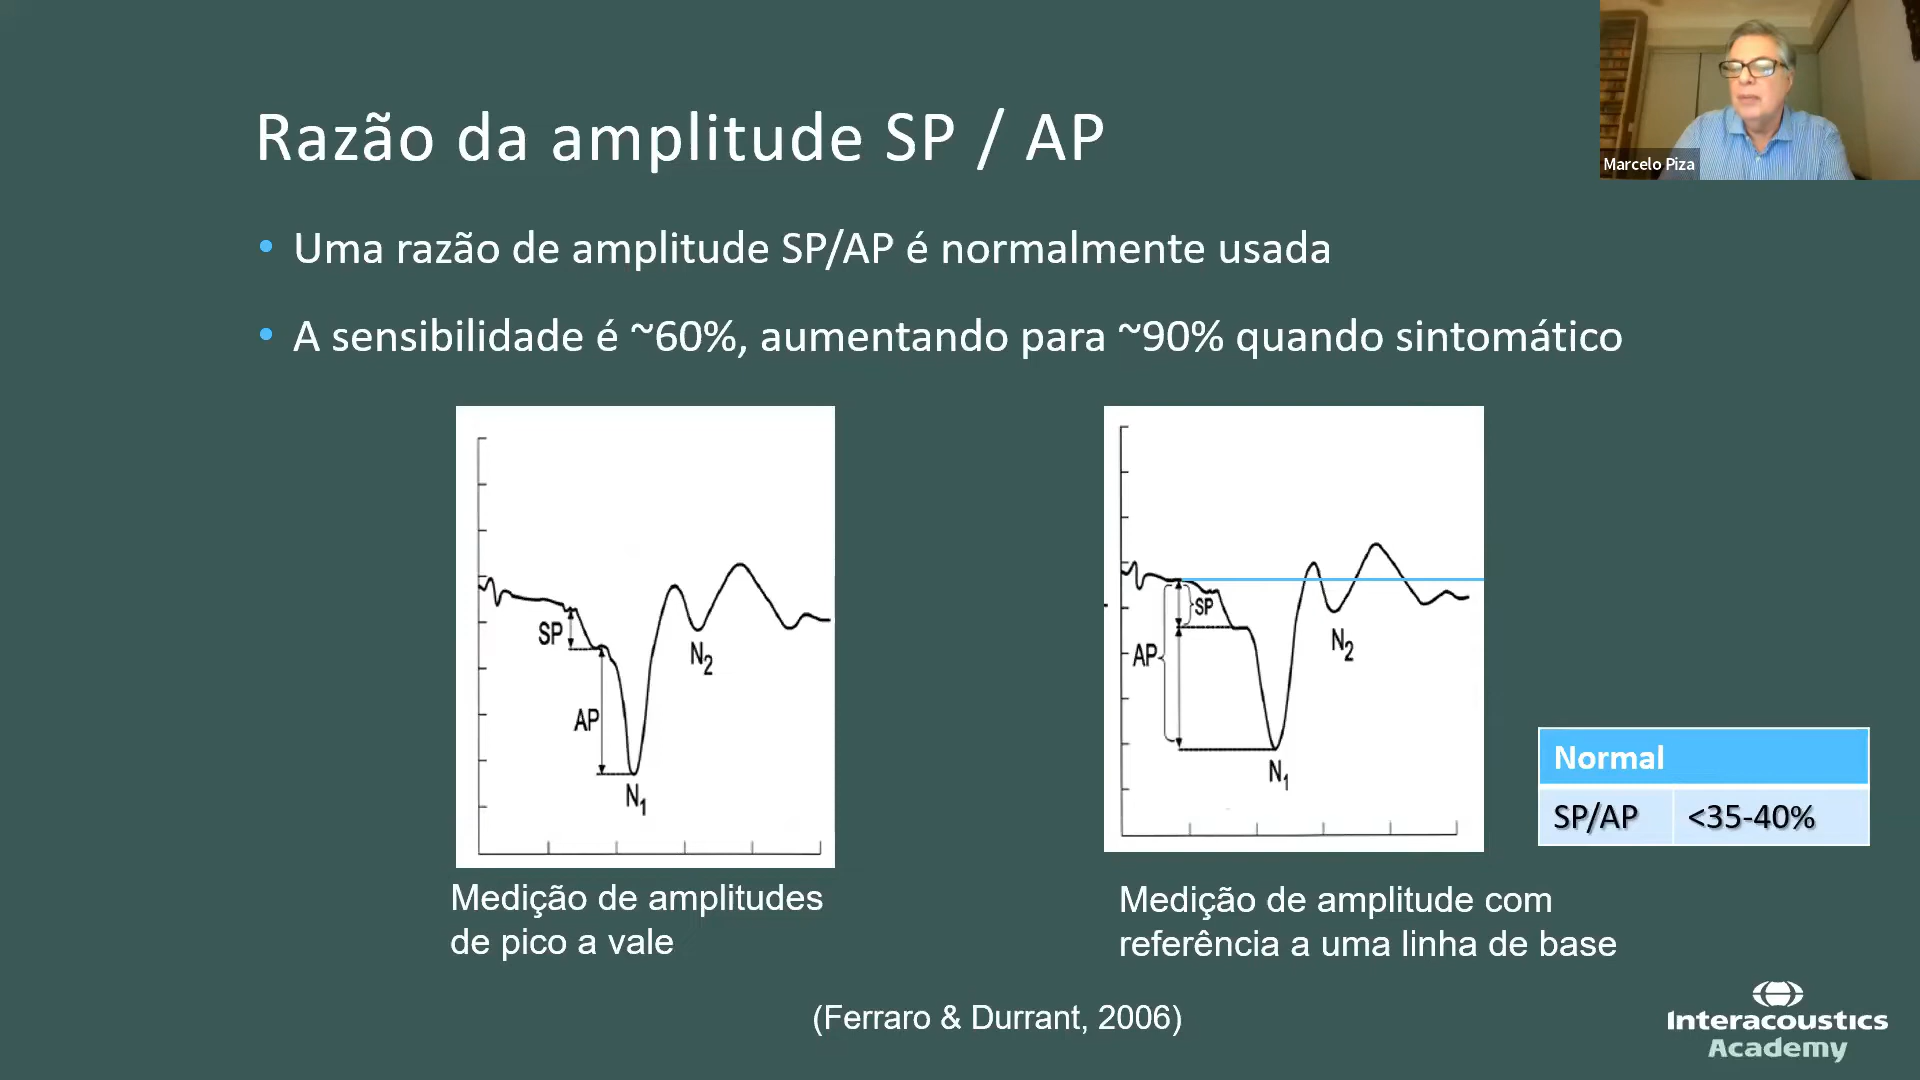 Marcelo Piza
Razão da amplitude SP / AP
• Uma razão de amplitude SP/AP é normalmente usada
• A sensibilidade é ~60%, aumentando para ~90% quando sintomático
SP
AP
N1
N2
SP
AP
N1
N2
Normal
SP/AP <35-40%
Medição de amplitudes
de pico a vale
Medição de amplitude com
referência a uma linha de base
(Ferraro & Durrant, 2006)
Interacoustics
Academy